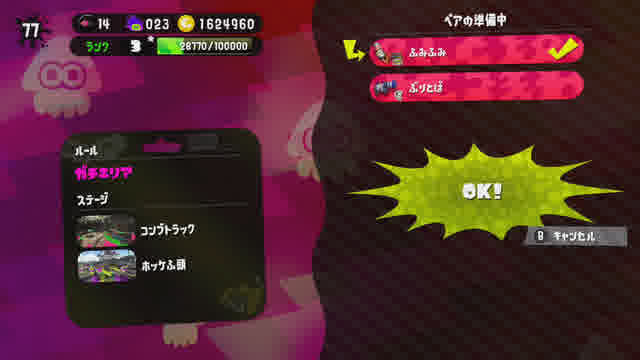 77
14
023
1624960
ランク
3
28770/100000
ペアの準備中
ふみふみ
ぷりとば
ルール
ガチホコリア
ステージ
コンブトラック
ホッケふ頭
OK!
B キャンセル